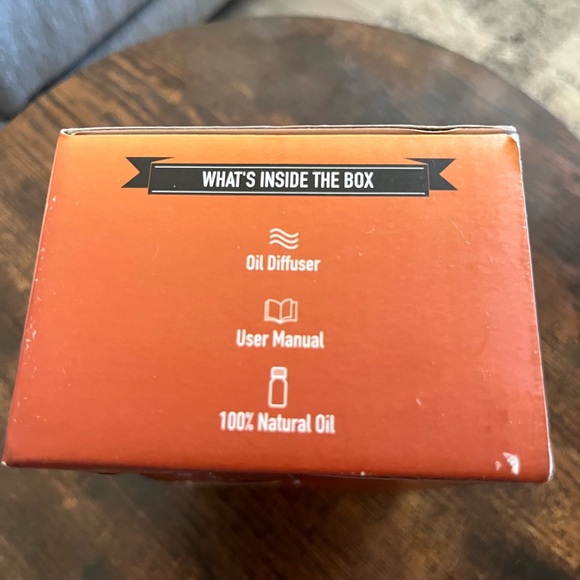 WHAT'S INSIDE THE BOX
Oil Diffuser
User Manual
100% Natural Oil